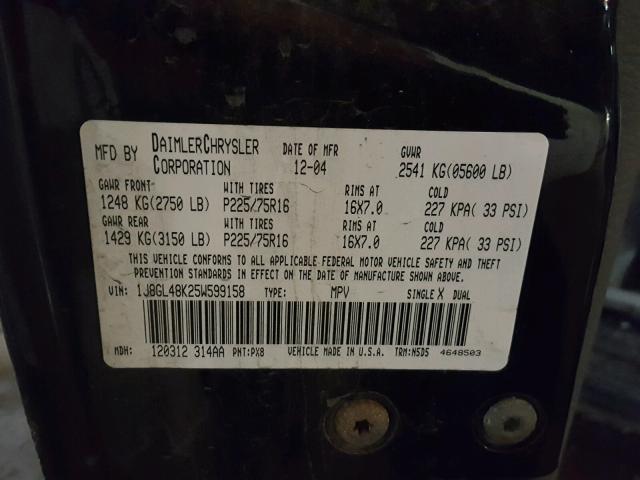 MFD BY DAIMLERCHRYSLER CORPORATION DATE OF MFR 12-04 GVWR 2541 KG(05600 LB)
GAWR FRONT WITH TIRES RIMS AT COLD
1248 KG(2750 LB) P225/75R16 16X7.0 227 KPA( 33 PSI)
GAWR REAR WITH TIRES RIMS AT COLD
1429 KG(3150 LB) P225/75R16 16X7.0 227 KPA( 33 PSI)
THIS VEHICLE CONFORMS TO ALL APPLICABLE FEDERAL MOTOR VEHICLE SAFETY AND THEFT
PREVENTION STANDARDS IN EFFECT ON THE DATE OF MANUFACTURE SHOWN ABOVE.
VIN: 1J8GL48K25W599158 TYPE: MPV SINGLE X DUAL
MDH: 120312 314AA PNT:PX8 VEHICLE MADE IN U.S.A. TRM:N5D5 4648503